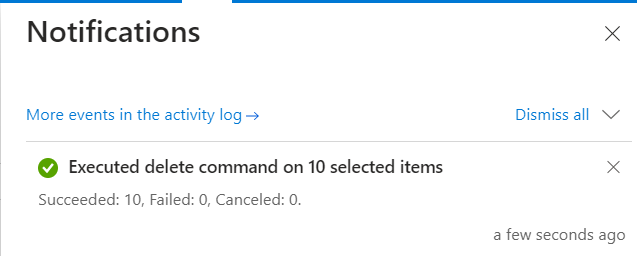 Notifications
More events in the activity log →
Dismiss all
Executed delete command on 10 selected items
Succeeded: 10, Failed: 0, Canceled: 0.
a few seconds ago